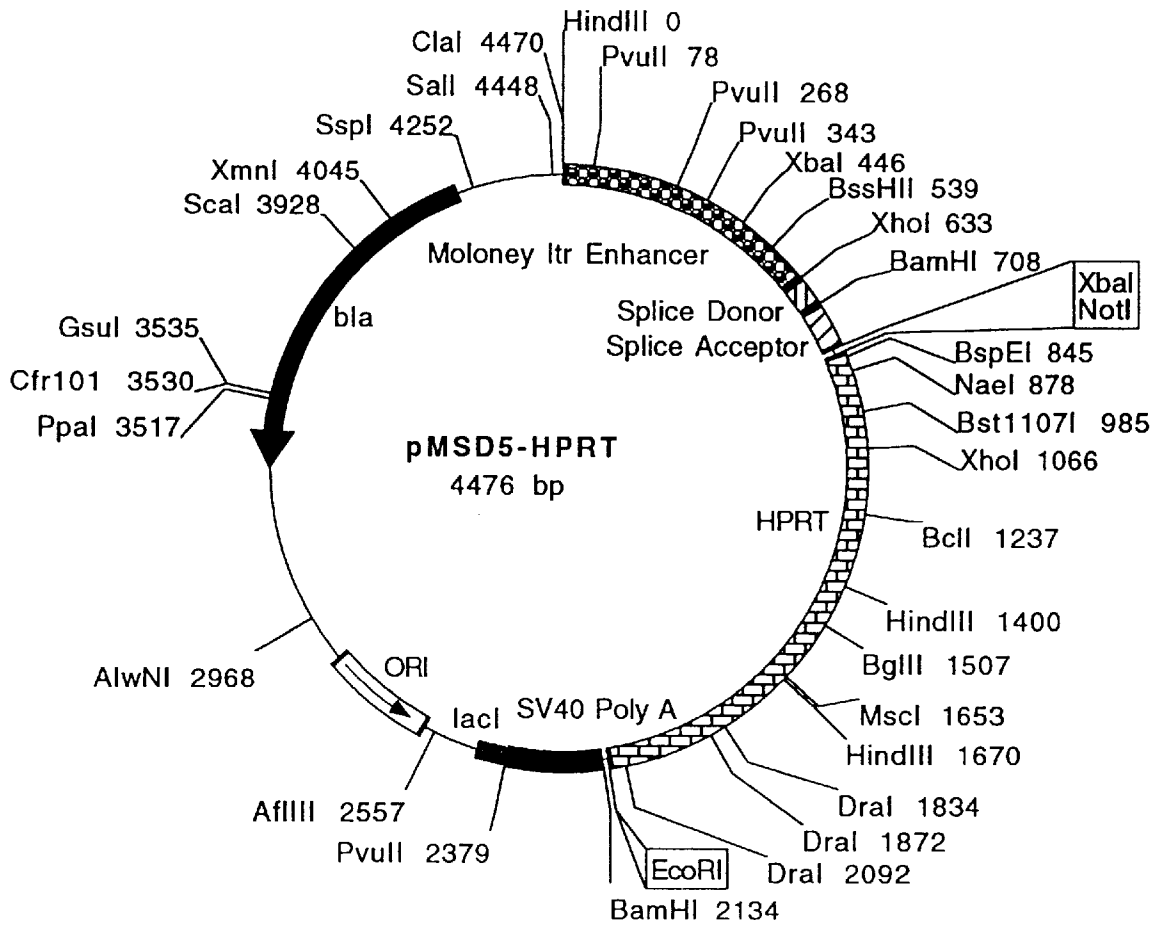 HindIII 0
ClaI 4470
PvuII 78
SalI 4448
PvuII 268
SspI 4252
PvuII 343
XbaI 446
XmnI 4045
BssHII 539
ScaI 3928
XhoI 633
Moloney ltr Enhancer
BamHI 708
XbaI
NotI
Splice Donor
bla
Splice Acceptor
GsuI 3535
BspEI 845
Cfr101 3530
NaeI 878
PpaI 3517
Bst1107I 985
pMSD5-HPRT
XhoI 1066
4476 bp
HPRT
BclI 1237
HindIII 1400
ORI
BglII 1507
AlwNI 2968
lacI
SV40 Poly A
MscI 1653
HindIII 1670
AflIII 2557
DraI 1834
PvuII 2379
DraI 1872
EcoRI
DraI 2092
BamHI 2134